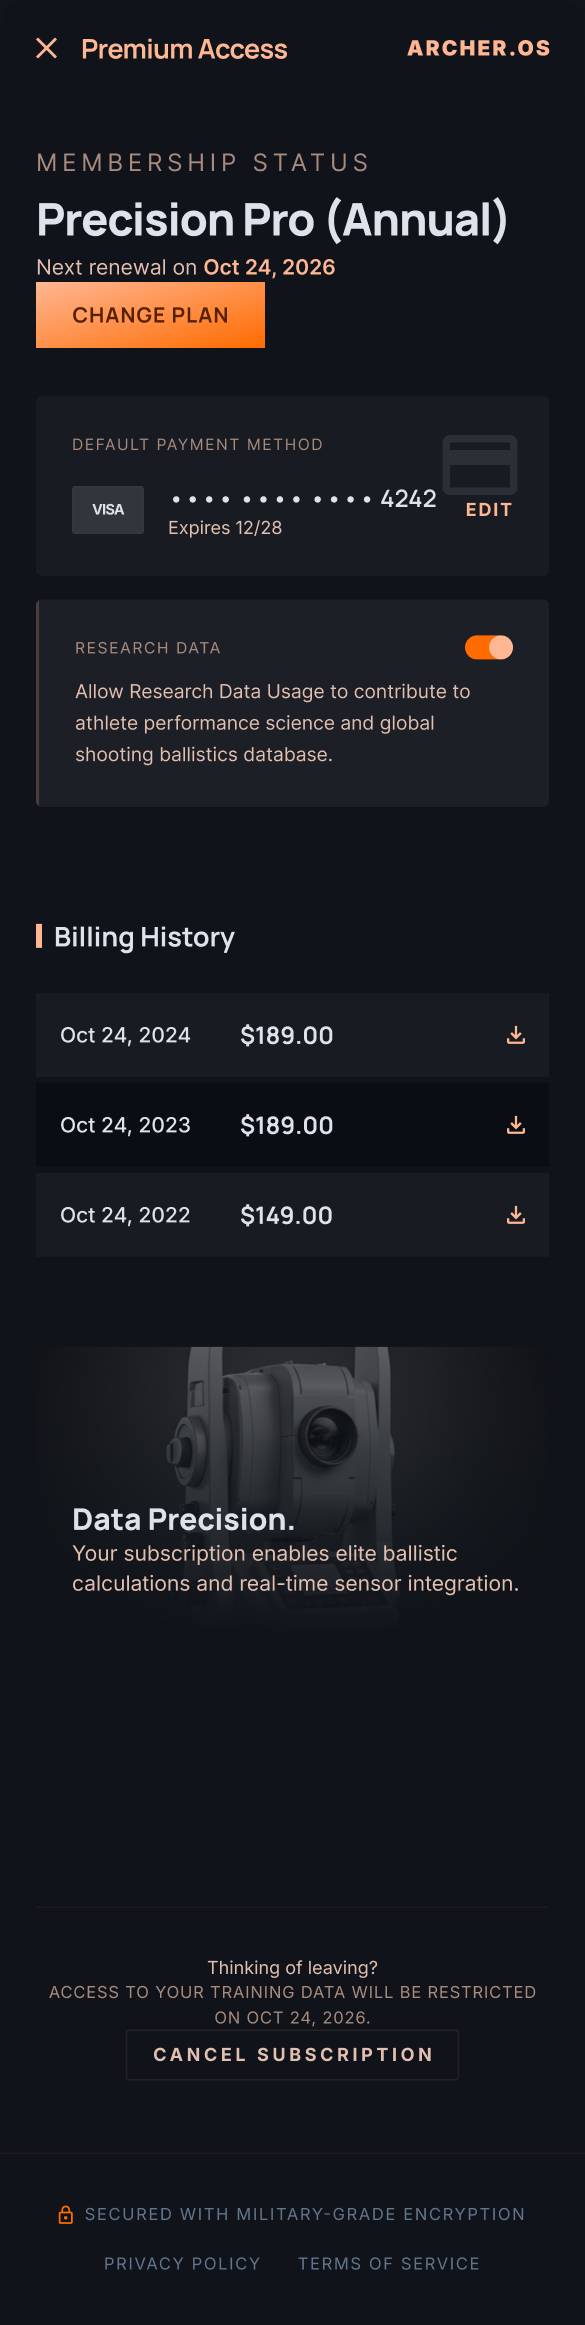 Premium Access
ARCHER.OS
MEMBERSHIP STATUS
Precision Pro (Annual)
Next renewal on Oct 24, 2026
CHANGE PLAN
DEFAULT PAYMENT METHOD
VISA
•••• •••• •••• 4242
Expires 12/28
EDIT
RESEARCH DATA
Allow Research Data Usage to contribute to
athlete performance science and global
shooting ballistics database.
Billing History
Oct 24, 2024 $189.00
Oct 24, 2023 $189.00
Oct 24, 2022 $149.00
Data Precision.
Your subscription enables elite ballistic
calculations and real-time sensor integration.
Thinking of leaving?
ACCESS TO YOUR TRAINING DATA WILL BE RESTRICTED
ON OCT 24, 2026.
CANCEL SUBSCRIPTION
SECURED WITH MILITARY-GRADE ENCRYPTION
PRIVACY POLICY TERMS OF SERVICE